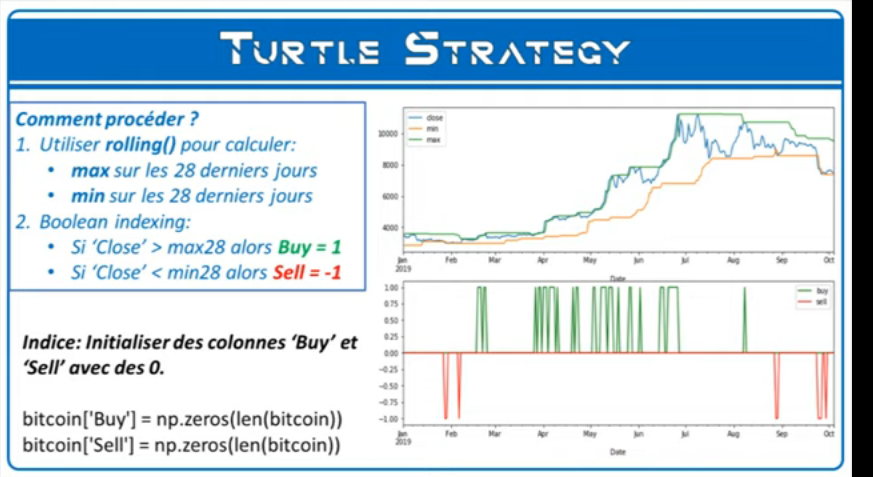 TURTLE STRATEGY
Comment procéder ?
1. Utiliser rolling() pour calculer:
• max sur les 28 derniers jours
• min sur les 28 derniers jours
2. Boolean indexing:
• Si ‘Close’ > max28 alors Buy = 1
• Si ‘Close’ < min28 alors Sell = -1
Indice: Initialiser des colonnes ‘Buy’ et
‘Sell’ avec des 0.
bitcoin['Buy'] = np.zeros(len(bitcoin))
bitcoin['Sell'] = np.zeros(len(bitcoin))
close
min
max
10000
8000
6000
4000
Jan Feb Mar Apr May Jun Jul Aug Sep Oct
2019
Date
buy
sell
1.00
0.75
0.50
0.25
0.00
−0.25
−0.50
−0.75
−1.00
Jan Feb Mar Apr May Jun Jul Aug Sep Oct
2019
Date